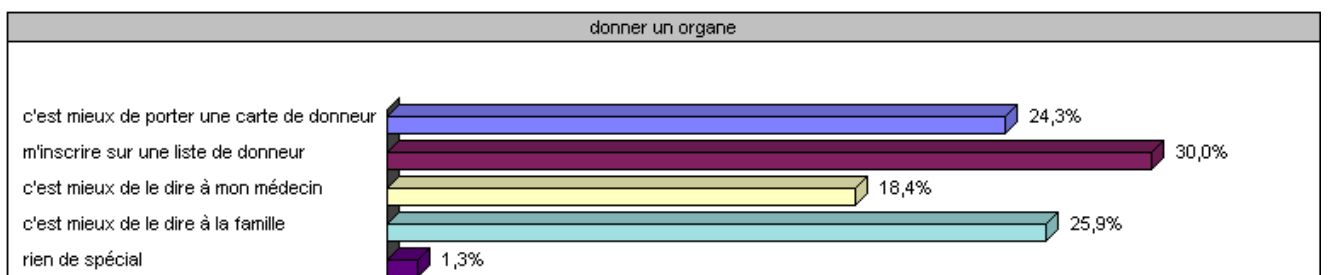 donner un organe
c'est mieux de porter une carte de donneur 24,3%
m'inscrire sur une liste de donneur 30,0%
c'est mieux de le dire à mon médecin 18,4%
c'est mieux de le dire à la famille 25,9%
rien de spécial 1,3%